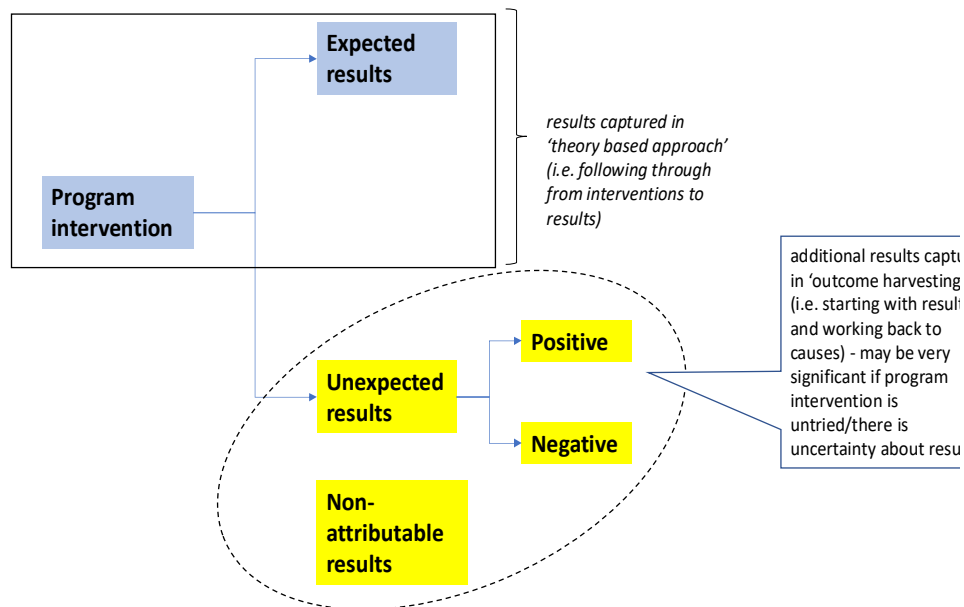 Expected
results
results captured in
‘theory based approach’
(i.e. following through
from interventions to
results)
Program
intervention
additional results captu
in ‘outcome harvesting
(i.e. starting with result
and working back to
causes) - may be very
significant if program
intervention is
untried/there is
uncertainty about resu
Positive
Unexpected
results
Negative
Non-
attributable
results